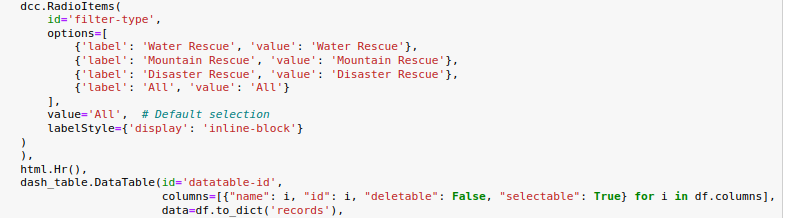 dcc.RadioItems(
    id='filter-type',
    options=[
        {'label': 'Water Rescue', 'value': 'Water Rescue'},
        {'label': 'Mountain Rescue', 'value': 'Mountain Rescue'},
        {'label': 'Disaster Rescue', 'value': 'Disaster Rescue'},
        {'label': 'All', 'value': 'All'}
    ],
    value='All',  # Default selection
    labelStyle={'display': 'inline-block'}
)
),
html.Hr(),
dash_table.DataTable(id='datatable-id',
                     columns=[{"name": i, "id": i, "deletable": False, "selectable": True} for i in df.columns],
                     data=df.to_dict('records'),